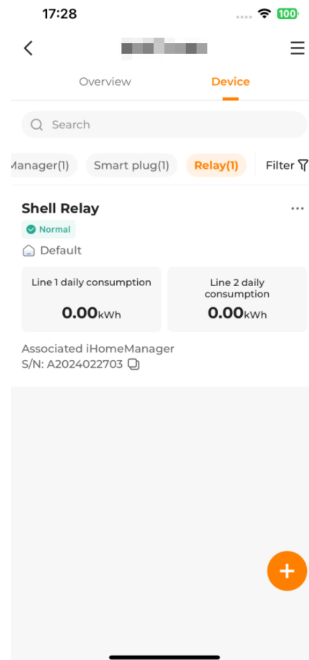 17:28
100
Overview
Device
Search
Manager(1)
Smart plug(1)
Relay(1)
Filter
Shell Relay
Normal
Default
Line 1 daily consumption
0.00kWh
Line 2 daily
consumption
0.00kWh
Associated iHomeManager
S/N: A2024022703